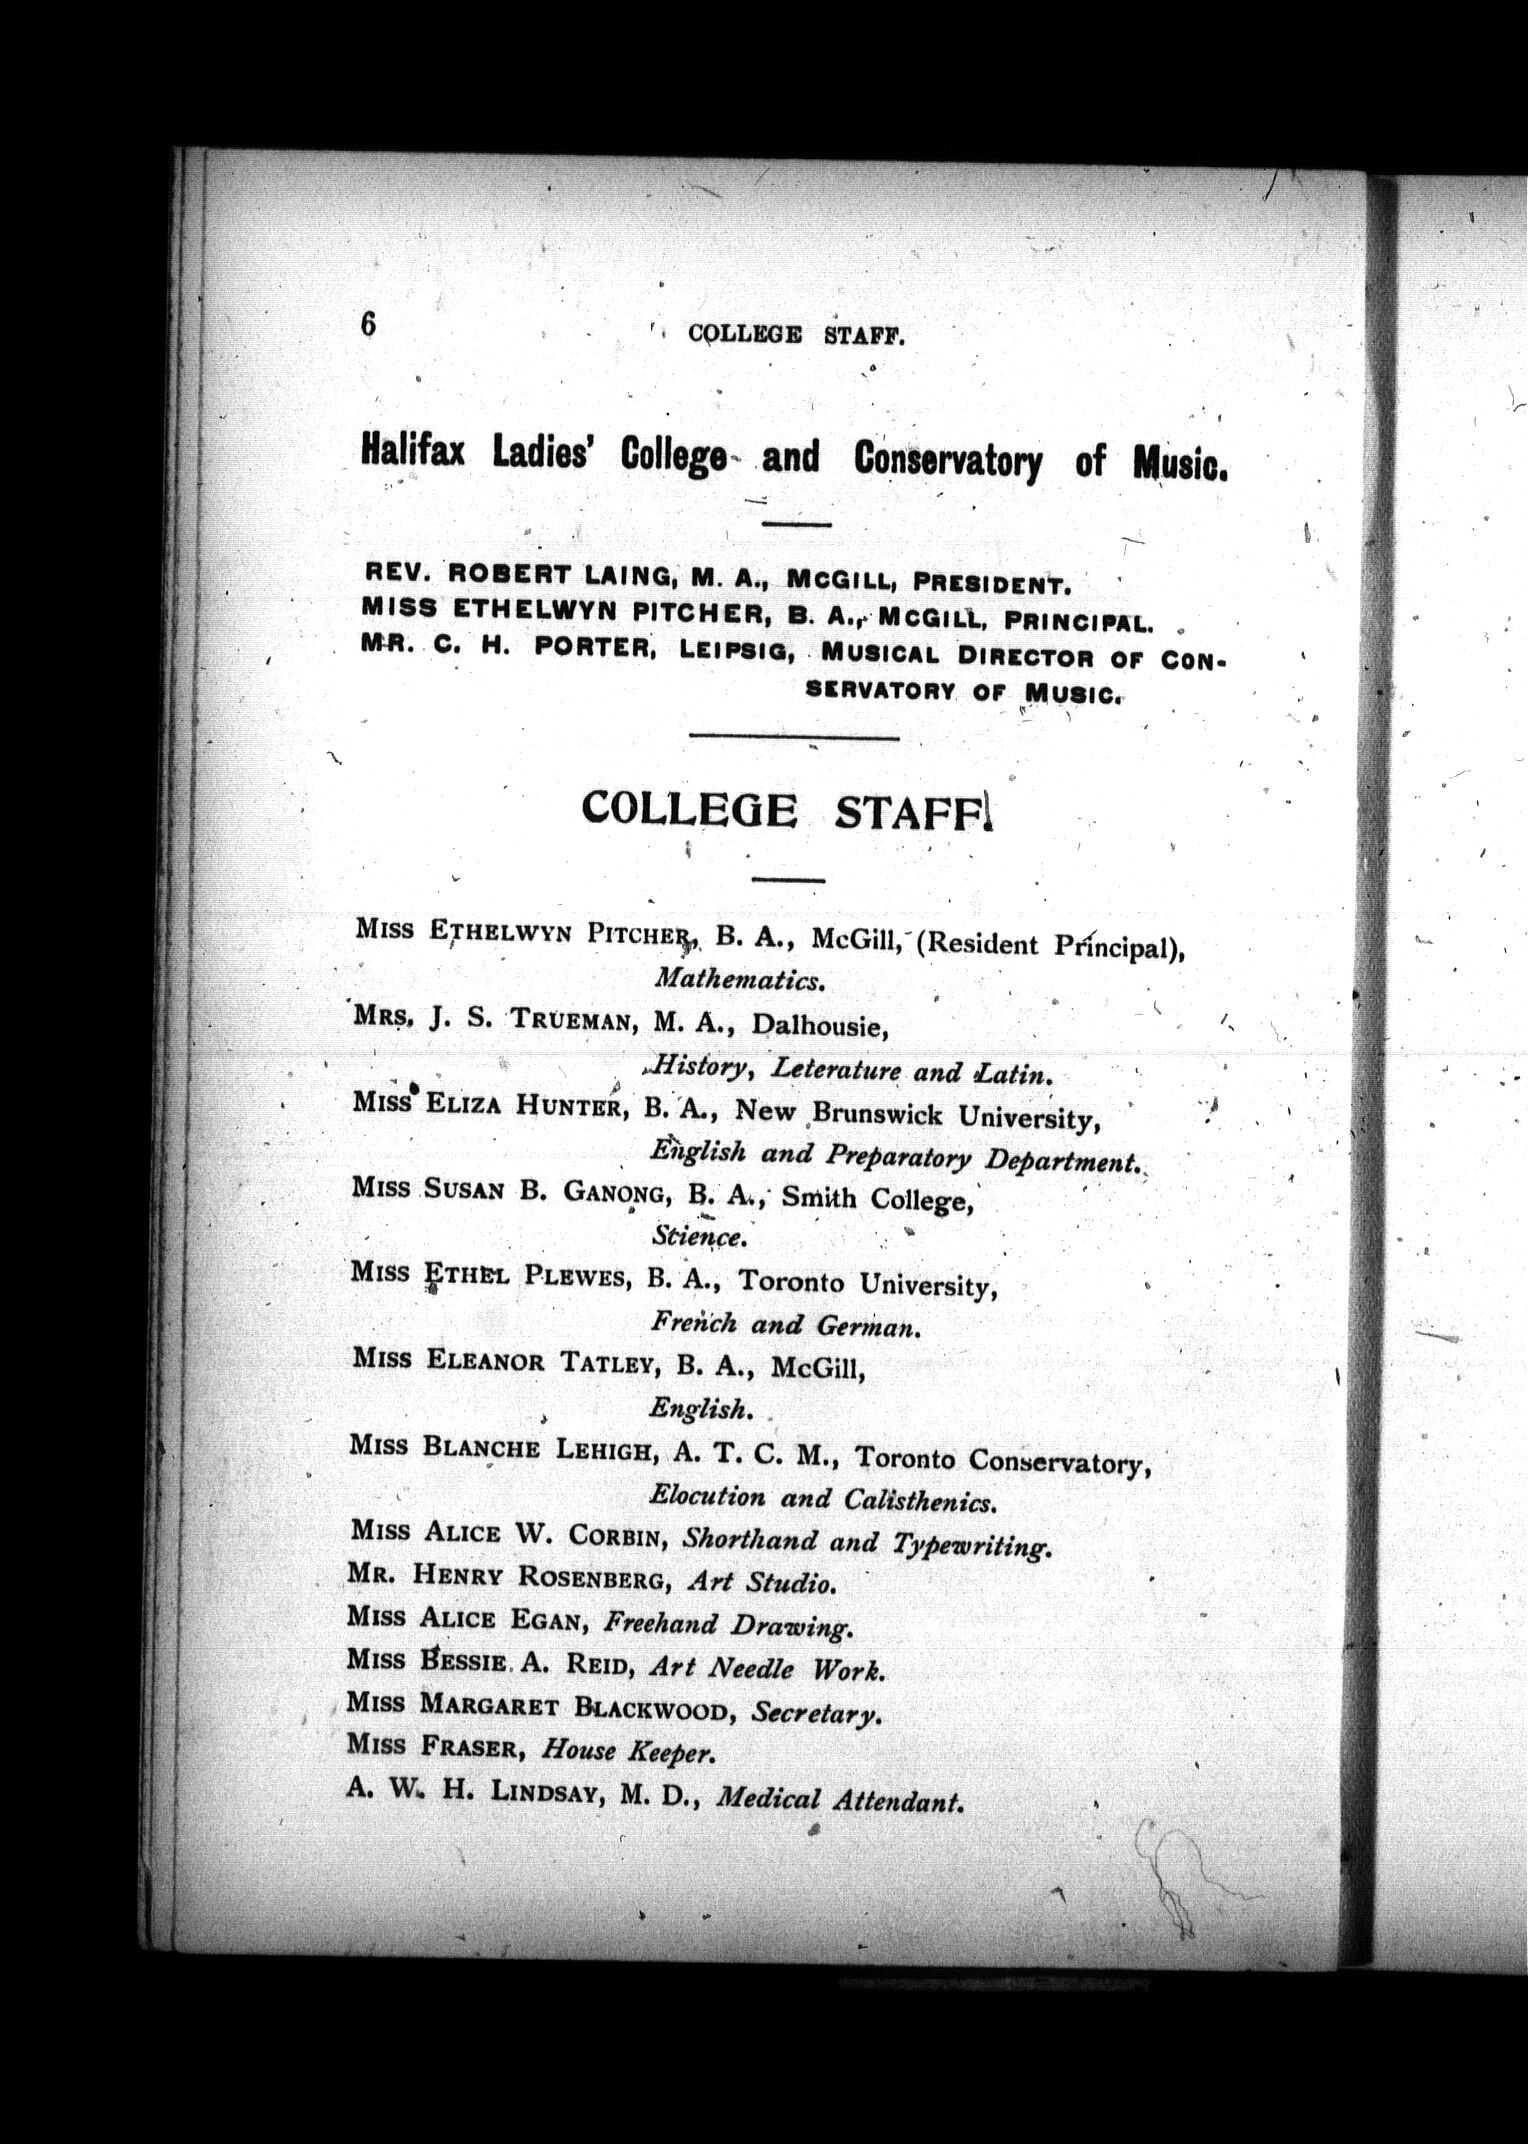 6
COLLEGE STAFF.
Halifax Ladies' College and Conservatory of Music.
REV. ROBERT LAING, M. A., MCGILL, PRESIDENT.
MISS ETHELWYN PITCHER, B. A., MCGILL, PRINCIPAL.
MR. C. H. PORTER, LEIPSIG, MUSICAL DIRECTOR OF CON-
SERVATORY OF MUSIC.
COLLEGE STAFF.
MISS ETHELWYN PITCHER, B. A., McGill, (Resident Principal),
Mathematics.
MRS. J. S. TRUEMAN, M. A., Dalhousie,
History, Leterature and Latin.
MISS ELIZA HUNTER, B. A., New Brunswick University,
English and Preparatory Department.
MISS SUSAN B. GANONG, B. A., Smith College,
Science.
MISS ETHEL PLEWES, B. A., Toronto University,
French and German.
MISS ELEANOR TATLEY, B. A., McGill,
English.
MISS BLANCHE LEHIGH, A. T. C. M., Toronto Conservatory,
Elocution and Calisthenics.
MISS ALICE W. CORBIN, Shorthand and Typewriting.
MR. HENRY ROSENBERG, Art Studio.
MISS ALICE EGAN, Freehand Drawing.
MISS BESSIE A. REID, Art Needle Work.
MISS MARGARET BLACKWOOD, Secretary.
MISS FRASER, House Keeper.
A. W. H. LINDSAY, M. D., Medical Attendant.